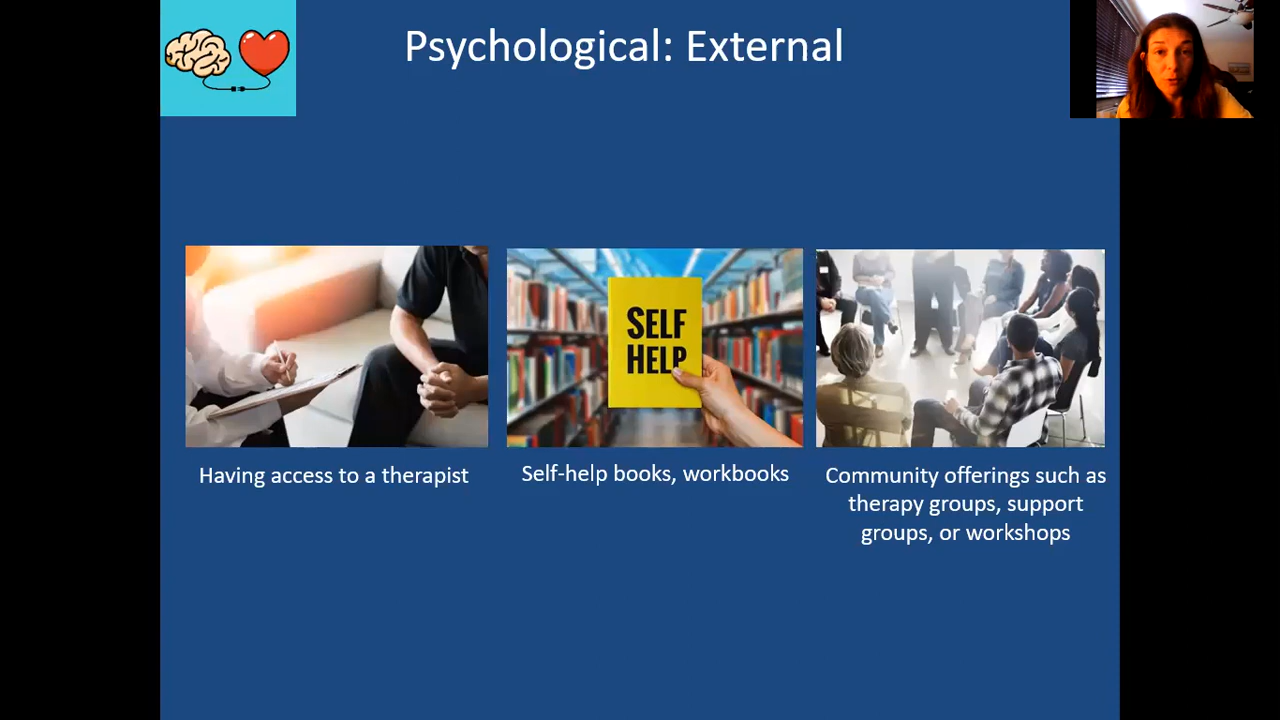 Psychological: External
SELF
HELP
Having access to a therapist
Self-help books, workbooks
Community offerings such as
therapy groups, support
groups, or workshops